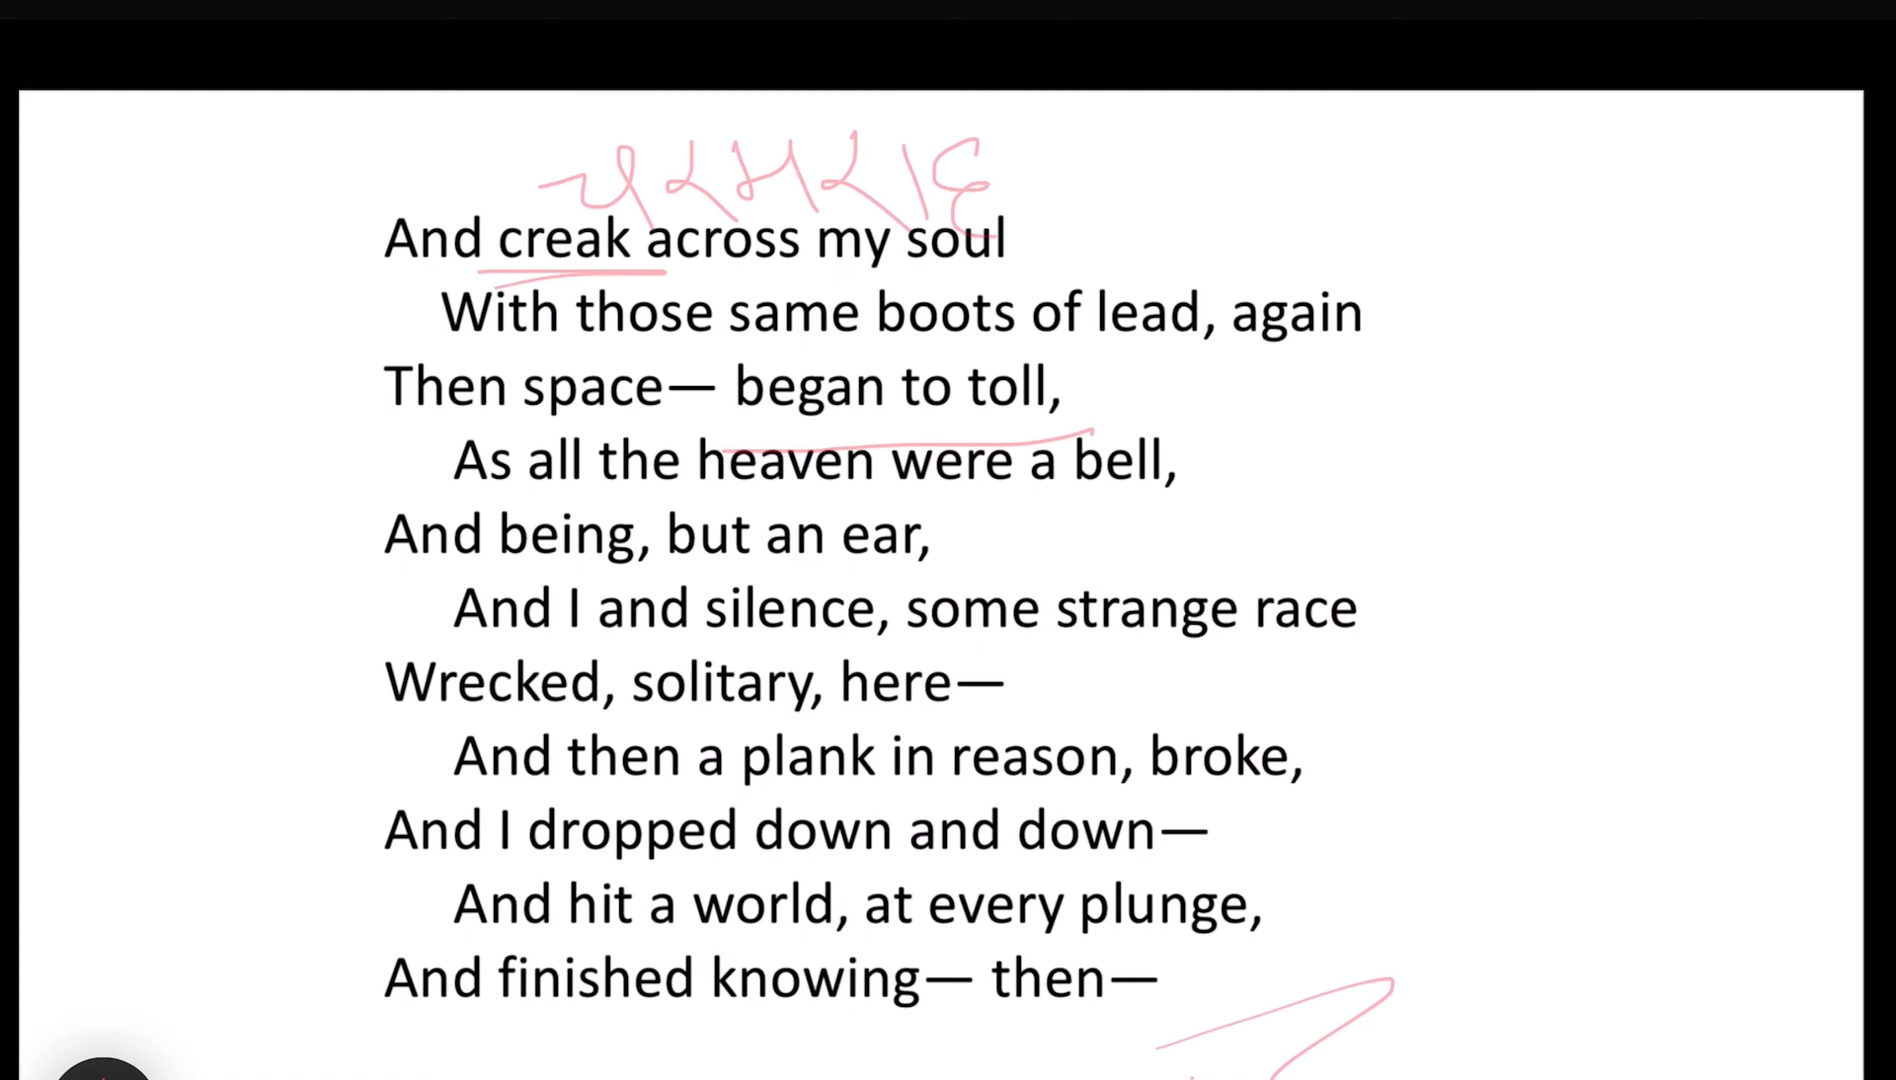 ચરમરાહ
And creak across my soul
With those same boots of lead, again
Then space— began to toll,
As all the heaven were a bell,
And being, but an ear,
And I and silence, some strange race
Wrecked, solitary, here—
And then a plank in reason, broke,
And I dropped down and down—
And hit a world, at every plunge,
And finished knowing— then—